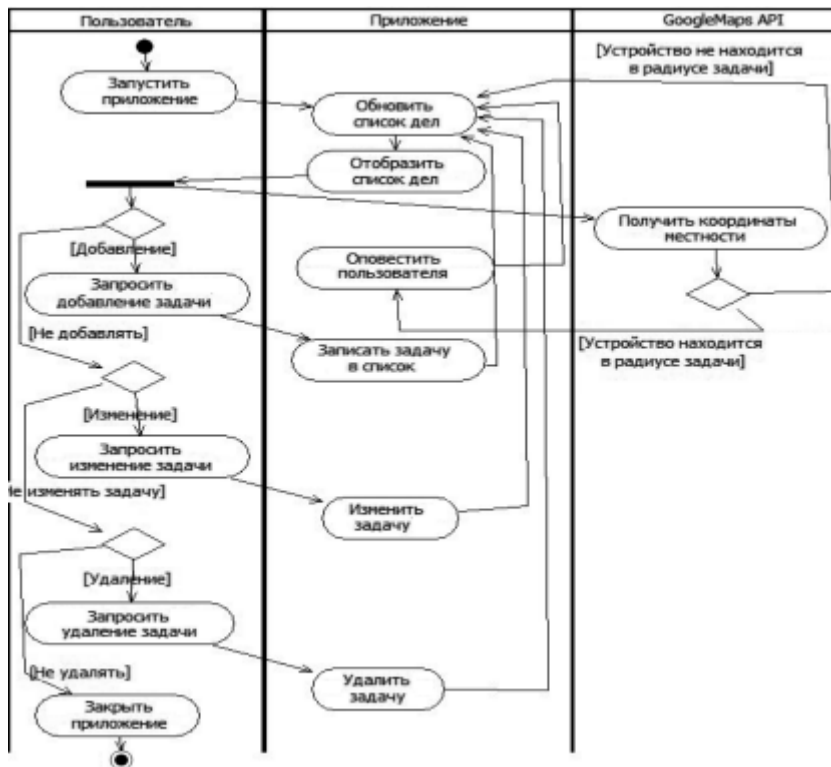 Пользователь
Приложение
GoogleMaps API
[Устройство не находится
в радиусе задачи]
Запустить
приложение
Обновить
список дел
Отобразить
список дел
Получить координаты
местности
[Добавление]
Оповестить
пользователя
Запросить
добавление задачи
[Не добавлять]
Записать задачу
в список
[Устройство находится
в радиусе задачи]
[Изменение]
Запросить
изменение задачи
Не изменять задачу]
Изменить
задачу
[Удаление]
Запросить
удаление задачи
[Не удалять]
Удалить
задачу
Закрыть
приложение